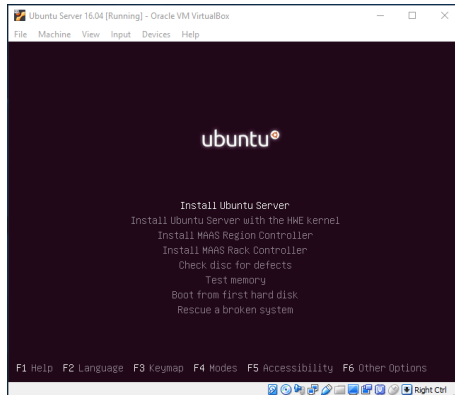 Ubuntu Server 16.04 [Running] - Oracle VM VirtualBox
File Machine View Input Devices Help
ubuntu
Install Ubuntu Server
Install Ubuntu Server with the HWE kernel
Install MAAS Region Controller
Install MAAS Rack Controller
Check disc for defects
Test memory
Boot from first hard disk
Rescue a broken system
F1 Help F2 Language F3 Keymap F4 Modes F5 Accessibility F6 Other Options
Right Ctrl